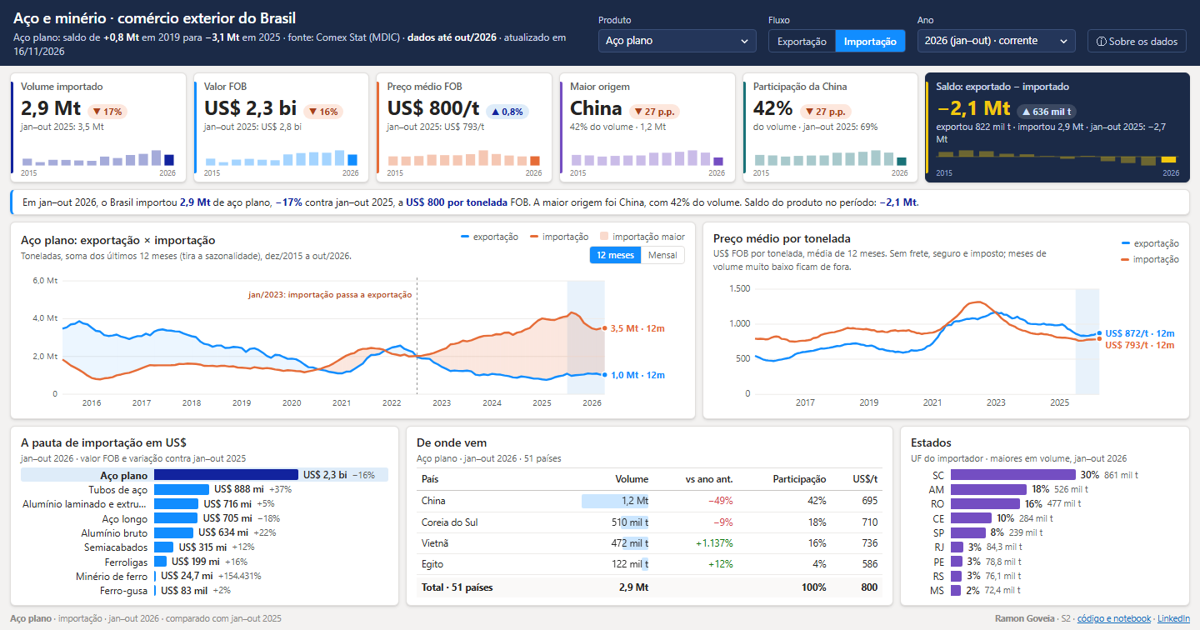 Aço e minério · comércio exterior do Brasil
Aço plano: saldo de +0,8 Mt em 2019 para −3,1 Mt em 2025 · fonte: Comex Stat (MDIC) · dados até out/2026 · atualizado em
16/11/2026
Produto
Aço plano
Fluxo
Exportação Importação
Ano
2026 (jan–out) · corrente
Sobre os dados
Volume importado
2,9 Mt ▼ 17%
jan–out 2025: 3,5 Mt
2015 2026
Valor FOB
US$ 2,3 bi ▼ 16%
jan–out 2025: US$ 2,8 bi
2015 2026
Preço médio FOB
US$ 800/t ▲ 0,8%
jan–out 2025: US$ 793/t
2015 2026
Maior origem
China ▼ 27 p.p.
42% do volume · 1,2 Mt
2015 2026
Participação da China
42% ▼ 27 p.p.
do volume · jan–out 2025: 69%
2015 2026
Saldo: exportado − importado
−2,1 Mt ▲ 636 mil t
exportou 822 mil t · importou 2,9 Mt · jan–out 2025: −2,7
Mt
2015 2026
Em jan–out 2026, o Brasil importou 2,9 Mt de aço plano, −17% contra jan–out 2025, a US$ 800 por tonelada FOB. A maior origem foi China, com 42% do volume. Saldo do produto no período: −2,1 Mt.
Aço plano: exportação × importação
Toneladas, soma dos últimos 12 meses (tira a sazonalidade), dez/2015 a out/2026.
exportação importação importação maior
12 meses Mensal
6.0 Mt
4.0 Mt
2.0 Mt
0
jan/2023: importação passa a exportação
3,5 Mt · 12m
1,0 Mt · 12m
2016 2017 2018 2019 2020 2021 2022 2023 2024 2025 2026
Preço médio por tonelada
US$ FOB por tonelada, média de 12 meses. Sem frete, seguro e imposto; meses de
volume muito baixo ficam de fora.
exportação
importação
1.500
1.000
500
0
US$ 872/t · 12m
US$ 793/t · 12m
2017 2019 2021 2023 2025
A pauta de importação em US$
jan–out 2026 · valor FOB e variação contra jan–out 2025
Aço plano US$ 2,3 bi −16%
Tubos de aço US$ 888 mi +37%
Alumínio laminado e extru... US$ 716 mi +5%
Aço longo US$ 705 mi −18%
Alumínio bruto US$ 634 mi +22%
Semiacabados US$ 315 mi +12%
Ferroligas US$ 199 mi +16%
Minério de ferro US$ 24,7 mi +154.431%
Ferro-gusa US$ 83 mil +2%
De onde vem
Aço plano · jan–out 2026 · 51 países
País Volume vs ano ant. Participação US$/t
China 1,2 Mt −49% 42% 695
Coreia do Sul 510 mil t −9% 18% 710
Vietnã 472 mil t +1.137% 16% 736
Egito 122 mil t +12% 4% 586
Total · 51 países 2,9 Mt 100% 800
Estados
UF do importador · maiores em volume, jan–out 2026
SC 30% 861 mil t
AM 18% 526 mil t
RO 16% 477 mil t
CE 10% 284 mil t
SP 8% 239 mil t
RJ 3% 84,3 mil t
PE 3% 78,8 mil t
RS 3% 76,1 mil t
MS 2% 72,4 mil t
Aço plano · importação · jan–out 2026 · comparado com jan–out 2025
Ramon Goveia · S2 · código e notebook · LinkedIn